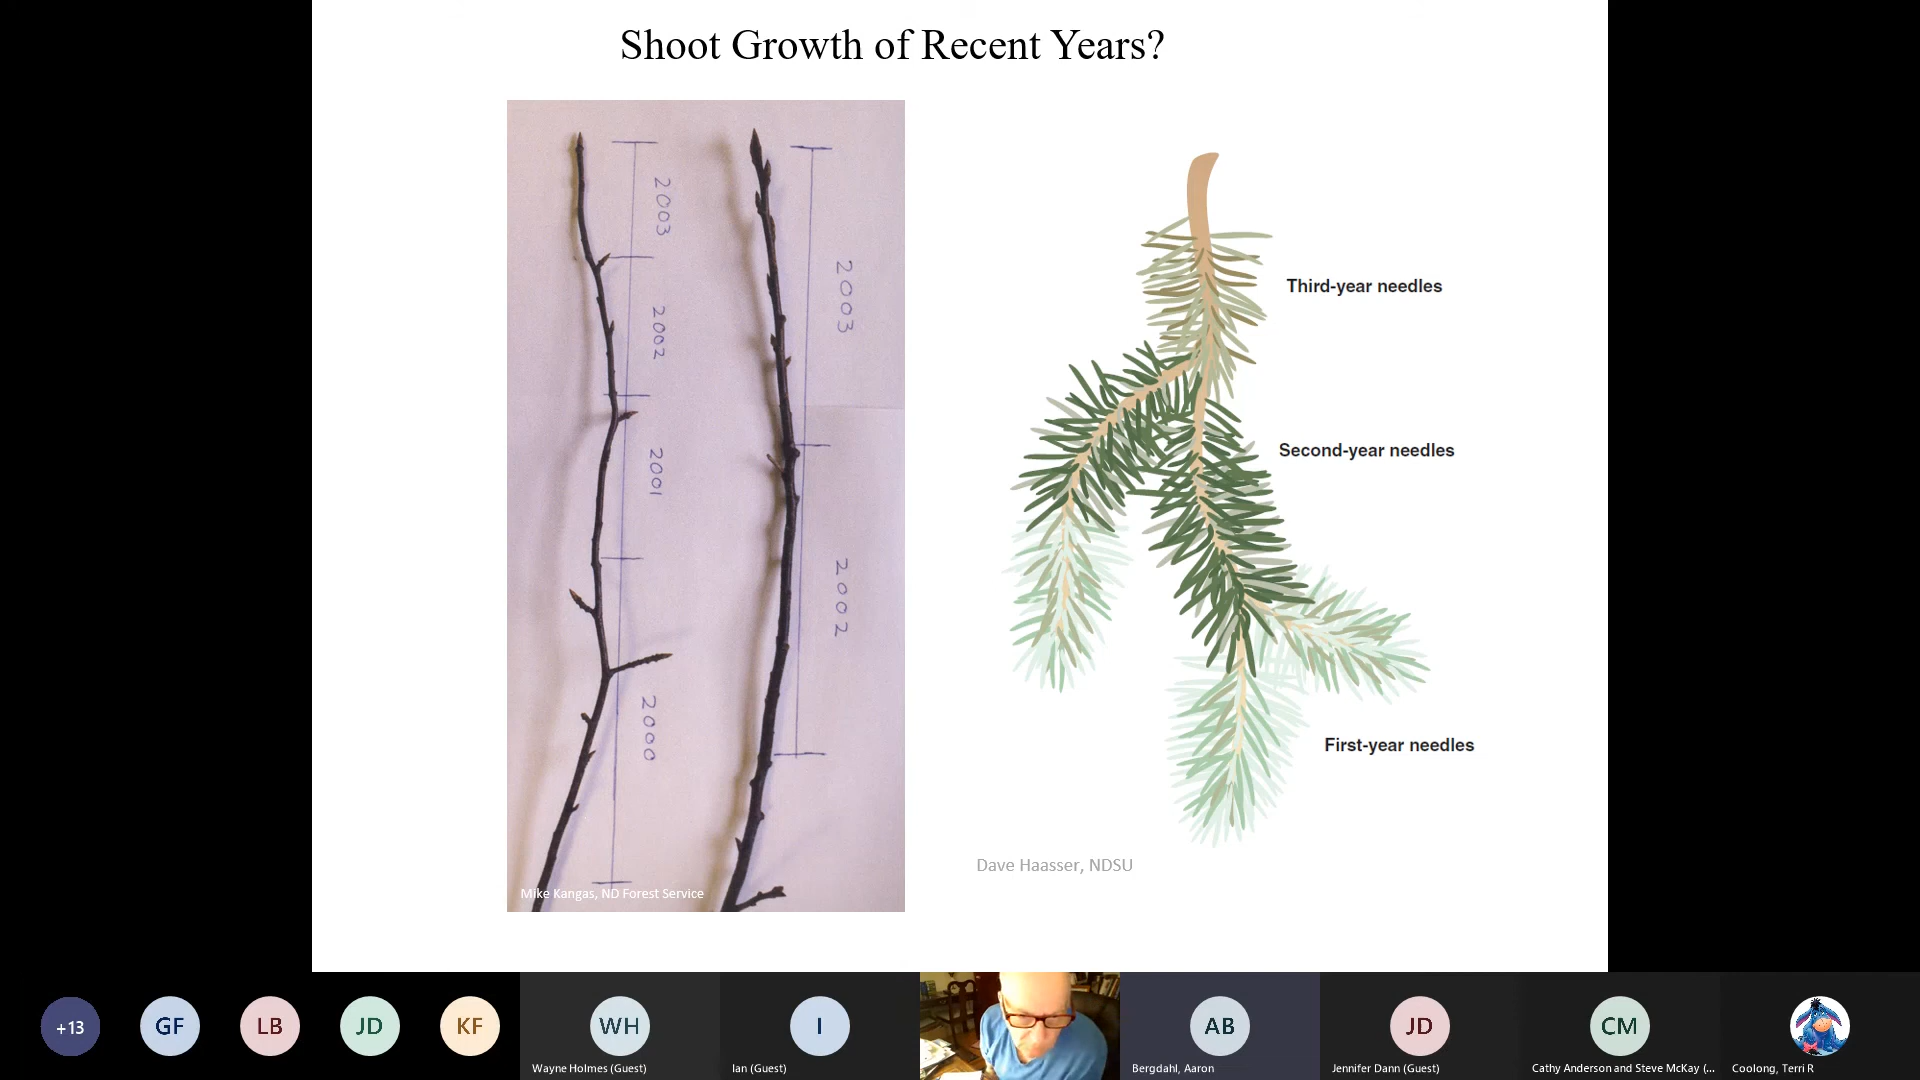 Shoot Growth of Recent Years?
2003
2002
2001
2000
2003
2002
Mike Kangas, ND Forest Service
Third-year needles
Second-year needles
First-year needles
Dave Haasser, NDSU
+13
GF
LB
JD
KF
WH
Wayne Holmes (Guest)
I
Ian (Guest)
AB
Bergdahl, Aaron
JD
Jennifer Dann (Guest)
CM
Cathy Anderson and Steve McKay (...
Coolong, Terri R